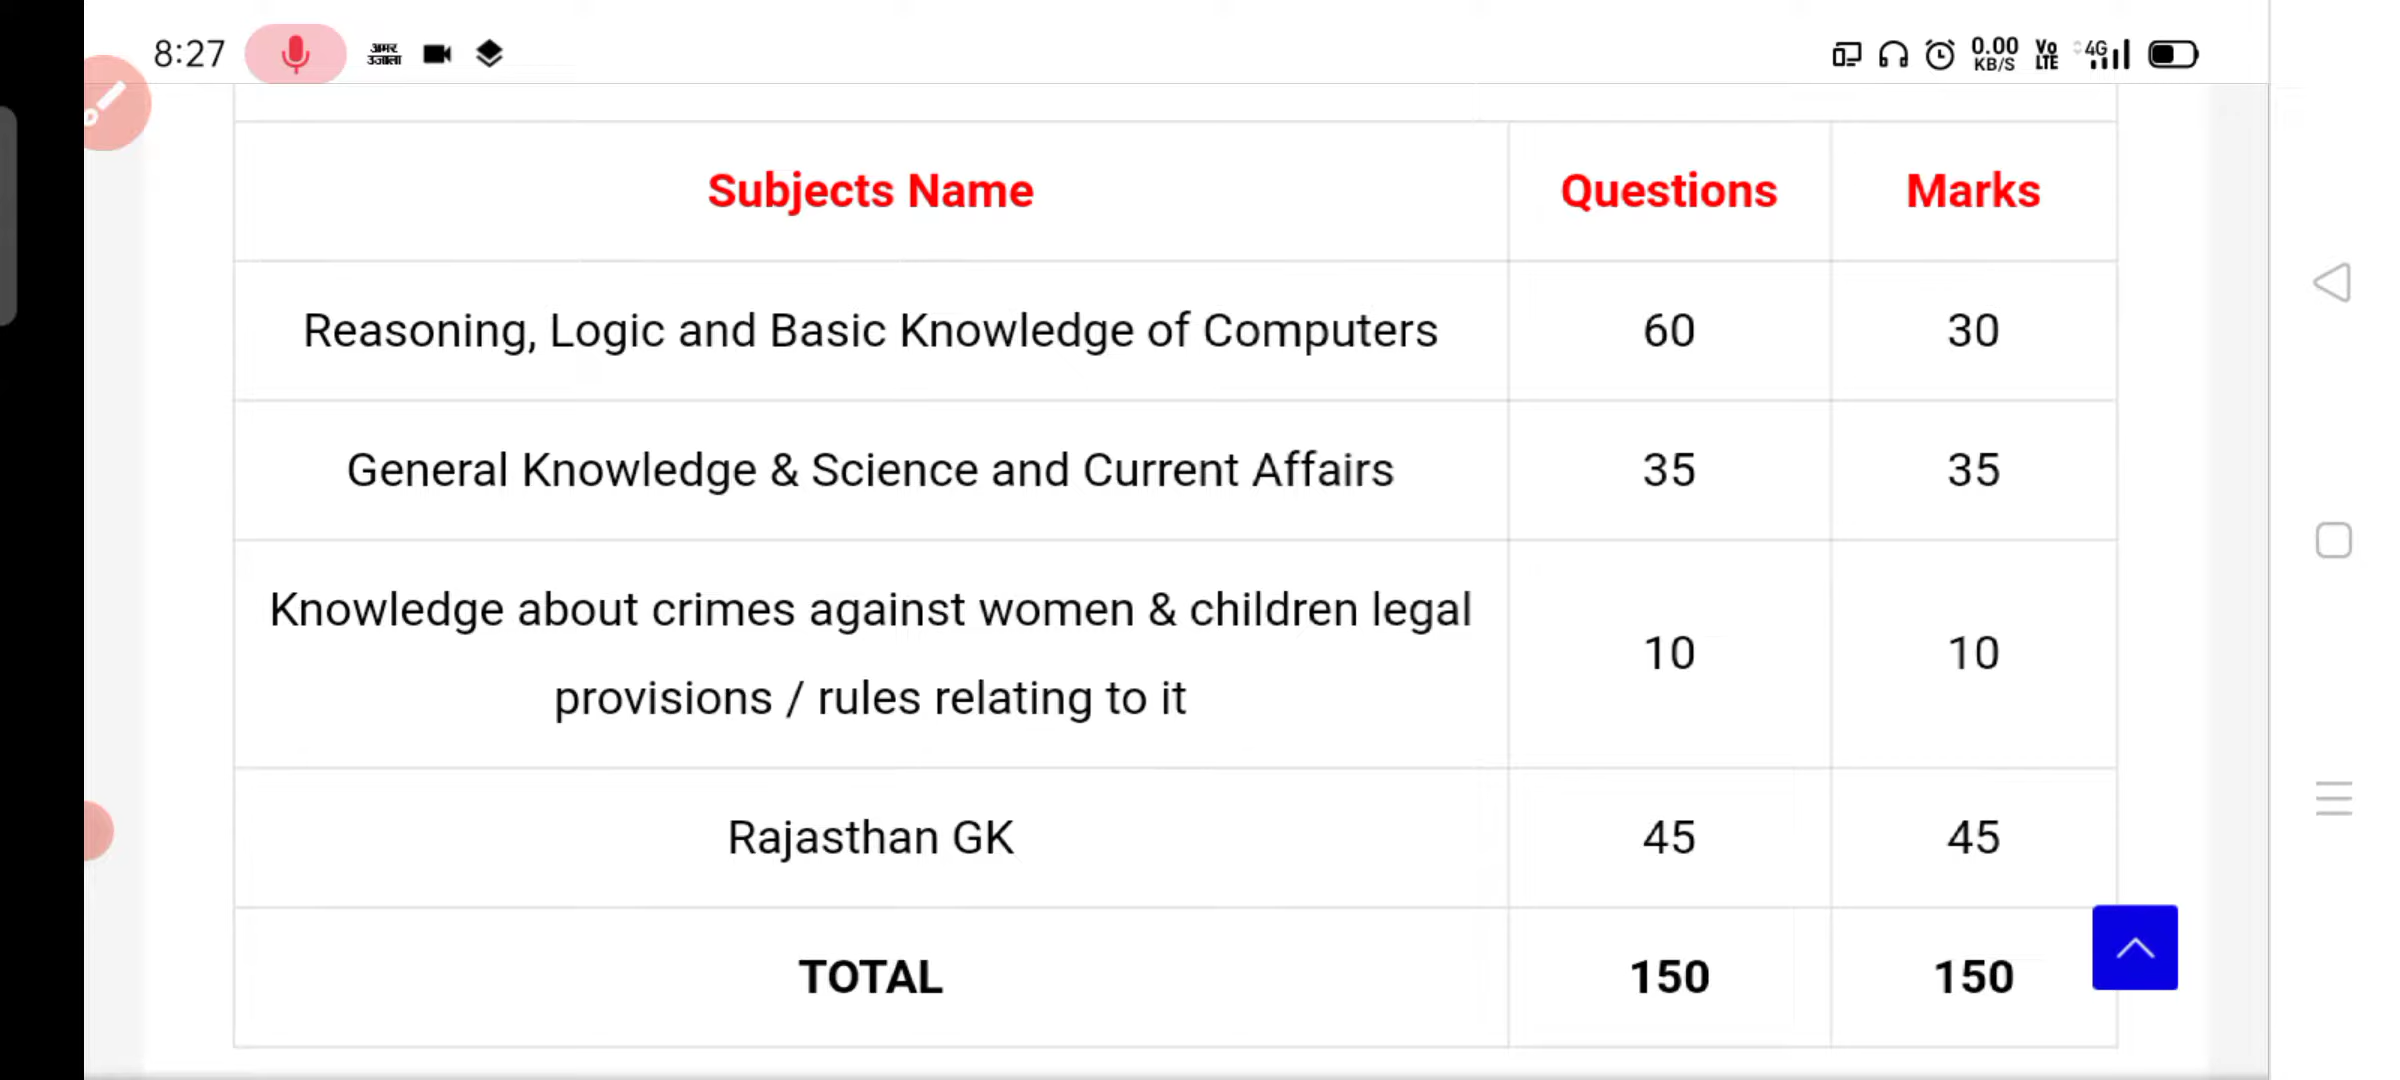 8:27 अमर उजाला 0.00 KB/S Vo LTE 4G
Subjects Name Questions Marks
Reasoning, Logic and Basic Knowledge of Computers 60 30
General Knowledge & Science and Current Affairs 35 35
Knowledge about crimes against women & children legal
provisions / rules relating to it 10 10
Rajasthan GK 45 45
TOTAL 150 150